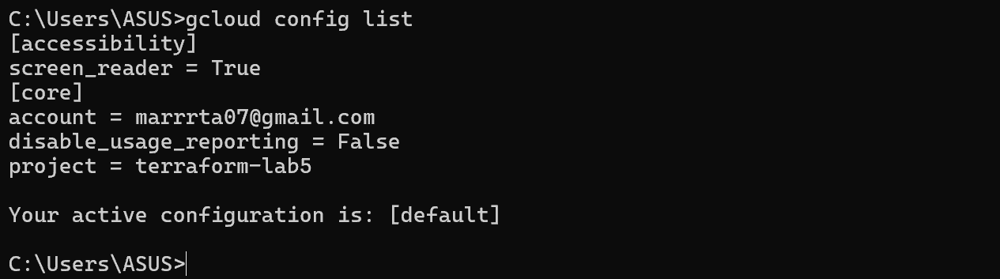 C:\Users\ASUS>gcloud config list
[accessibility]
screen_reader = True
[core]
account = marrrta07@gmail.com
disable_usage_reporting = False
project = terraform-lab5
Your active configuration is: [default]
C:\Users\ASUS>